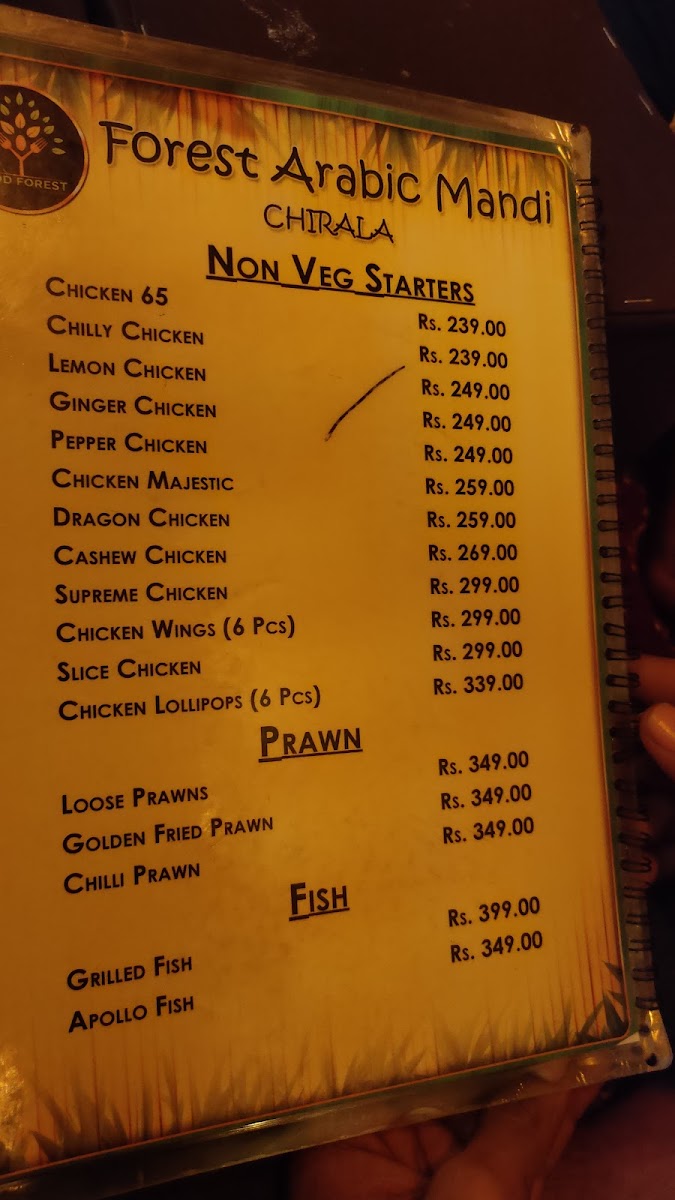 OD FOREST
Forest Arabic Mandi
CHIRALA
NON VEG STARTERS
CHICKEN 65 Rs. 239.00
CHILLY CHICKEN Rs. 239.00
LEMON CHICKEN Rs. 249.00
GINGER CHICKEN Rs. 249.00
PEPPER CHICKEN Rs. 249.00
CHICKEN MAJESTIC Rs. 259.00
DRAGON CHICKEN Rs. 259.00
CASHEW CHICKEN Rs. 269.00
SUPREME CHICKEN Rs. 299.00
CHICKEN WINGS (6 PCS) Rs. 299.00
SLICE CHICKEN Rs. 299.00
CHICKEN LOLLIPOPS (6 PCS) Rs. 339.00
PRAWN
LOOSE PRAWNS Rs. 349.00
GOLDEN FRIED PRAWN Rs. 349.00
CHILLI PRAWN Rs. 349.00
FISH
GRILLED FISH Rs. 399.00
APOLLO FISH Rs. 349.00